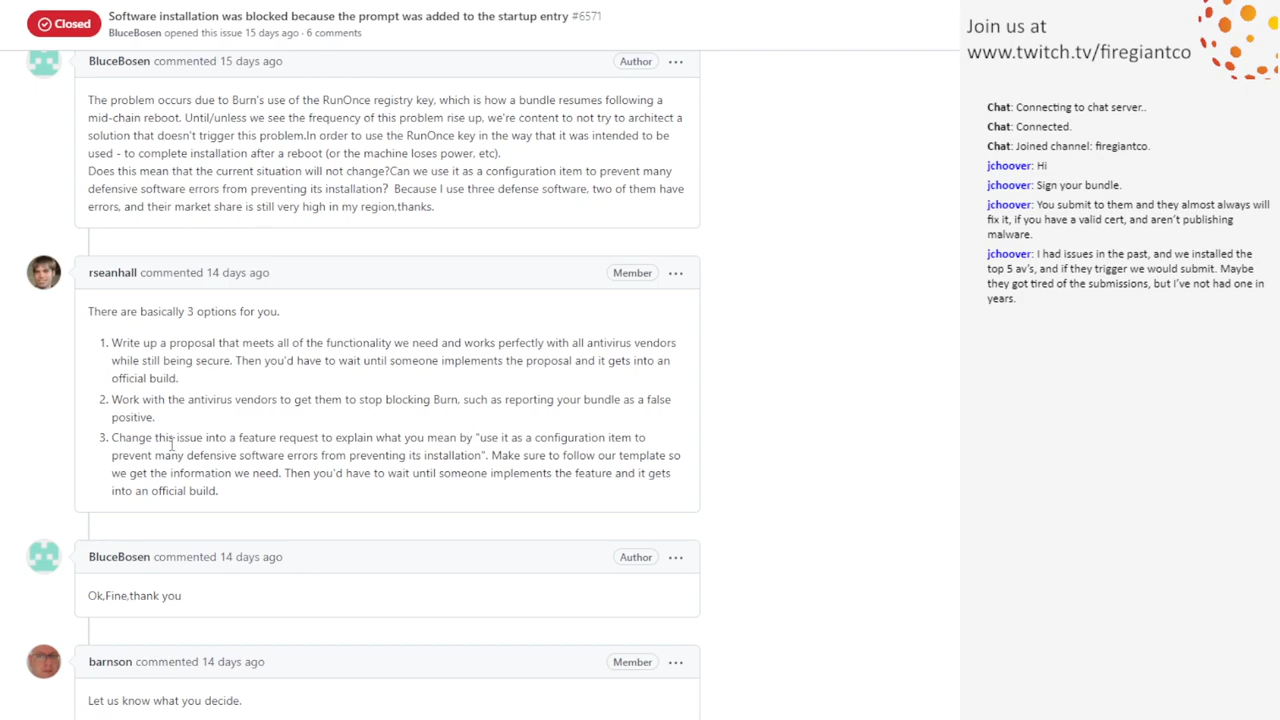 Closed
Software installation was blocked because the prompt was added to the startup entry #6571
BluceBosen opened this issue 15 days ago · 6 comments
BluceBosen commented 15 days ago
Author
The problem occurs due to Burn's use of the RunOnce registry key, which is how a bundle resumes following a
mid-chain reboot. Until/unless we see the frequency of this problem rise up, we're content to not try to architect a
solution that doesn't trigger this problem.In order to use the RunOnce key in the way that it was intended to be
used - to complete installation after a reboot (or the machine loses power, etc).
Does this mean that the current situation will not change?Can we use it as a configuration item to prevent many
defensive software errors from preventing its installation? Because I use three defense software, two of them have
errors, and their market share is still very high in my region,thanks.
rseanhall commented 14 days ago
Member
There are basically 3 options for you.
1. Write up a proposal that meets all of the functionality we need and works perfectly with all antivirus vendors
while still being secure. Then you'd have to wait until someone implements the proposal and it gets into an
official build.
2. Work with the antivirus vendors to get them to stop blocking Burn, such as reporting your bundle as a false
positive.
3. Change this issue into a feature request to explain what you mean by "use it as a configuration item to
prevent many defensive software errors from preventing its installation". Make sure to follow our template so
we get the information we need. Then you'd have to wait until someone implements the feature and it gets
into an official build.
BluceBosen commented 14 days ago
Author
Ok,Fine,thank you
barnson commented 14 days ago
Member
Let us know what you decide.
Join us at
www.twitch.tv/firegiantco
Chat: Connecting to chat server..
Chat: Connected.
Chat: Joined channel: firegiantco.
jchoover: Hi
jchoover: Sign your bundle.
jchoover: You submit to them and they almost always will
fix it, if you have a valid cert, and aren't publishing
malware.
jchoover: I had issues in the past, and we installed the
top 5 av's, and if they trigger we would submit. Maybe
they got tired of the submissions, but I've not had one in
years.